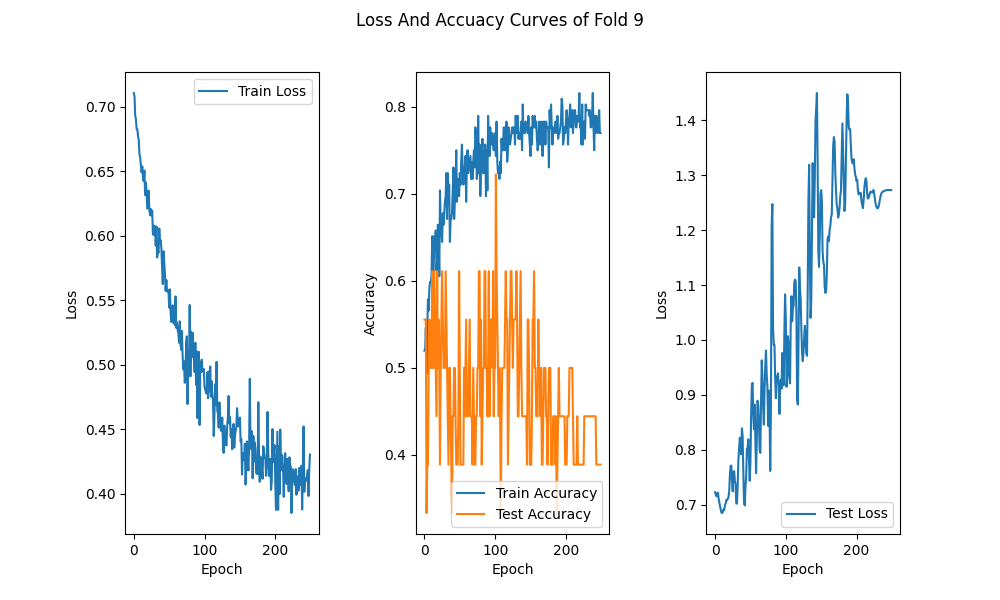 Loss And Accuacy Curves of Fold 9
Train Loss
0.70
0.65
0.60
0.55
0.50
0.45
0.40
Loss
0
100
200
Epoch
0.8
0.7
0.6
0.5
0.4
Accuracy
Train Accuracy
Test Accuracy
0
100
200
Epoch
1.4
1.3
1.2
1.1
1.0
0.9
0.8
0.7
Loss
Test Loss
0
100
200
Epoch